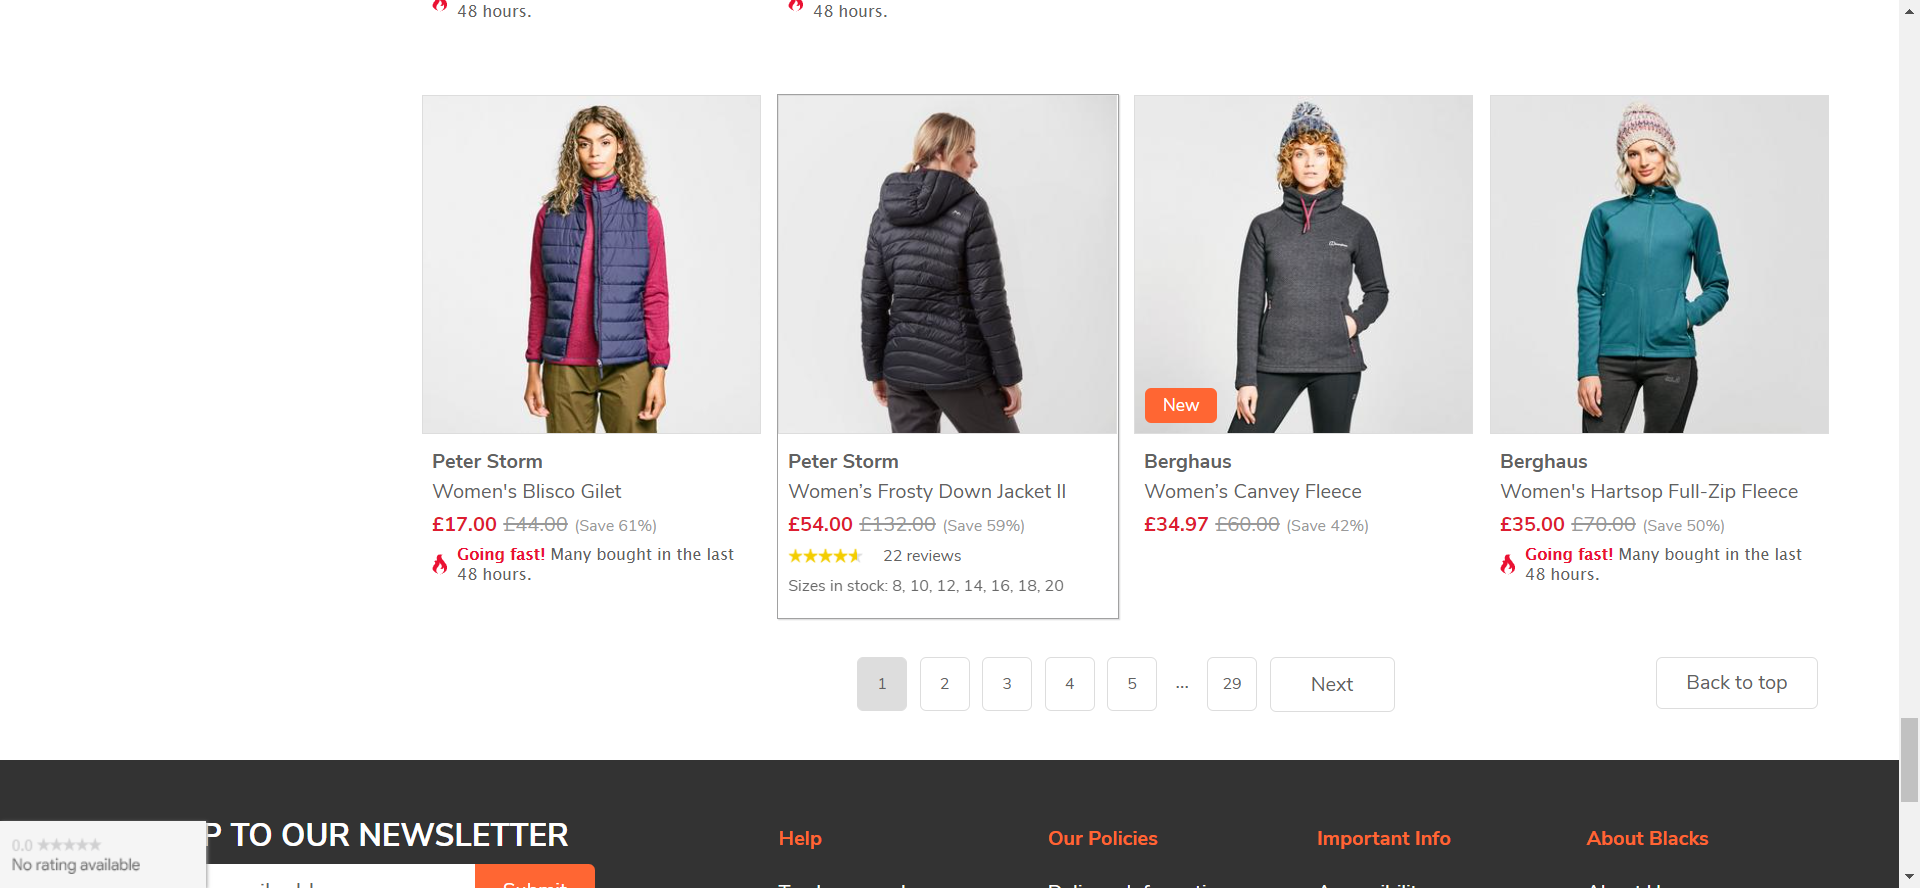 48 hours.
48 hours.
New
Peter Storm
Women's Blisco Gilet
£17.00 £44.00 (Save 61%)
Going fast! Many bought in the last
48 hours.
Peter Storm
Women’s Frosty Down Jacket II
£54.00 £132.00 (Save 59%)
22 reviews
Sizes in stock: 8, 10, 12, 14, 16, 18, 20
Berghaus
Women’s Canvey Fleece
£34.97 £60.00 (Save 42%)
Berghaus
Women's Hartsop Full-Zip Fleece
£35.00 £70.00 (Save 50%)
Going fast! Many bought in the last
48 hours.
1 2 3 4 5 ... 29 Next
Back to top
P TO OUR NEWSLETTER
Submit
0.0
No rating available
Help
Our Policies
Important Info
About Blacks